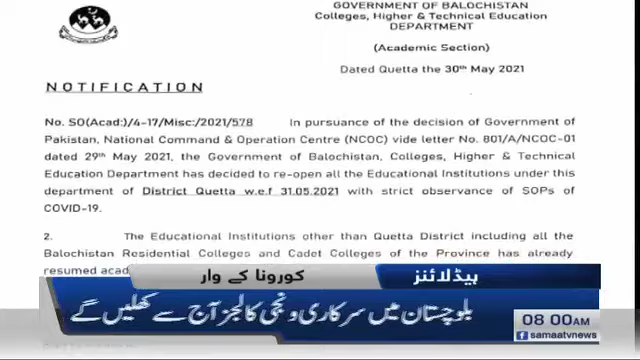 GOVERNMENT OF BALOCHISTAN
Colleges, Higher & Technical Education
DEPARTMENT
(Academic Section)
Dated Quetta the 30th May 2021
NOTIFICATION
No. SO(Acad:)/4-17/Misc:/2021/578 In pursuance of the decision of Government of
Pakistan, National Command & Operation Centre (NCOC) vide letter No. 801/A/NCOC-01
dated 29th May 2021, the Government of Balochistan, Colleges, Higher & Technical
Education Department has decided to re-open all the Educational Institutions under this
department of District Quetta w.e.f 31.05.2021 with strict observance of SOPs of
COVID-19.
2. The Educational Institutions other than Quetta District including all the
Balochistan Residential Colleges and Cadet Colleges of the Province has already
resumed
ہیڈلائنز
کورونا کے وار
بلوچستان میں سرکاری و نجی کالجز آج سے کھلیں گے
08:00AM
samaatvnews